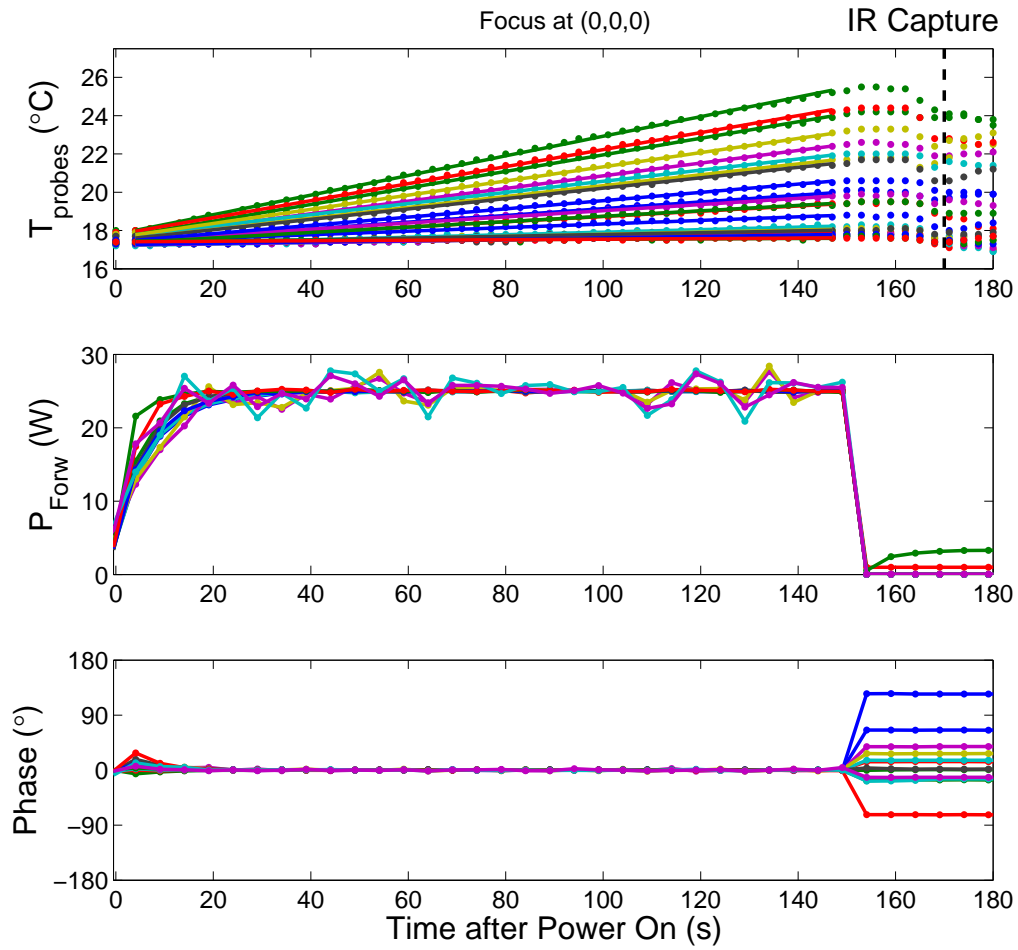 Focus at (0,0,0) IR Capture
T_probes (°C)
26
24
22
20
18
16
0 20 40 60 80 100 120 140 160 180
P_Forw (W)
30
20
10
0
0 20 40 60 80 100 120 140 160 180
Phase (°)
180
90
0
−90
−180
0 20 40 60 80 100 120 140 160 180
Time after Power On (s)